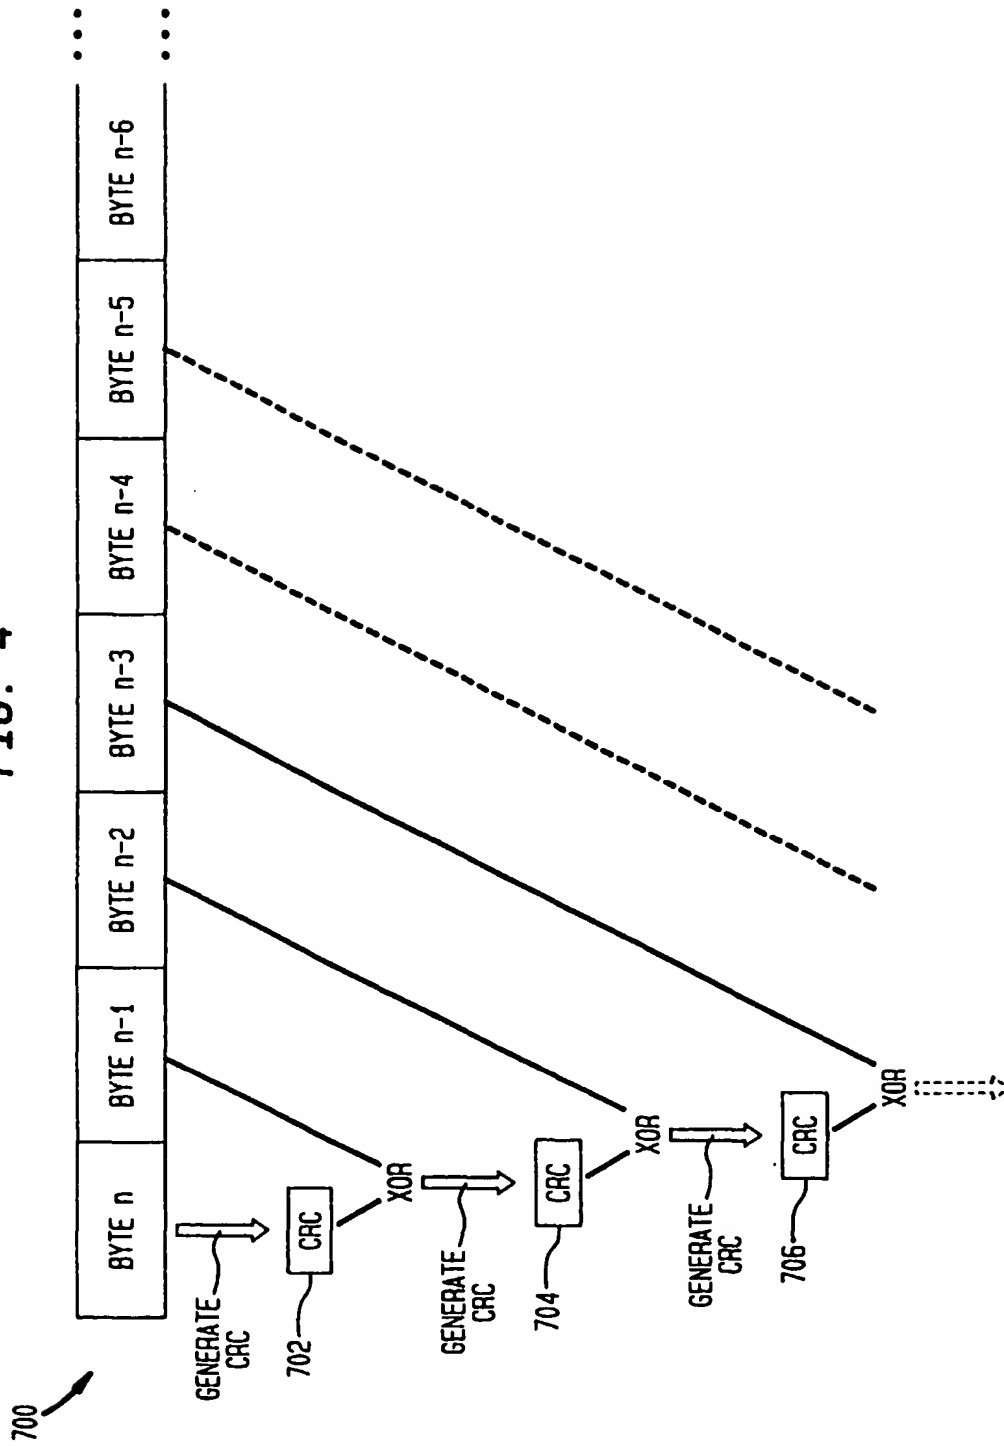 700
BYTE n
BYTE n-1
BYTE n-2
BYTE n-3
BYTE n-4
BYTE n-5
BYTE n-6
GENERATE
CRC
702
CRC
XOR
GENERATE
CRC
704
CRC
XOR
GENERATE
CRC
706
CRC
XOR